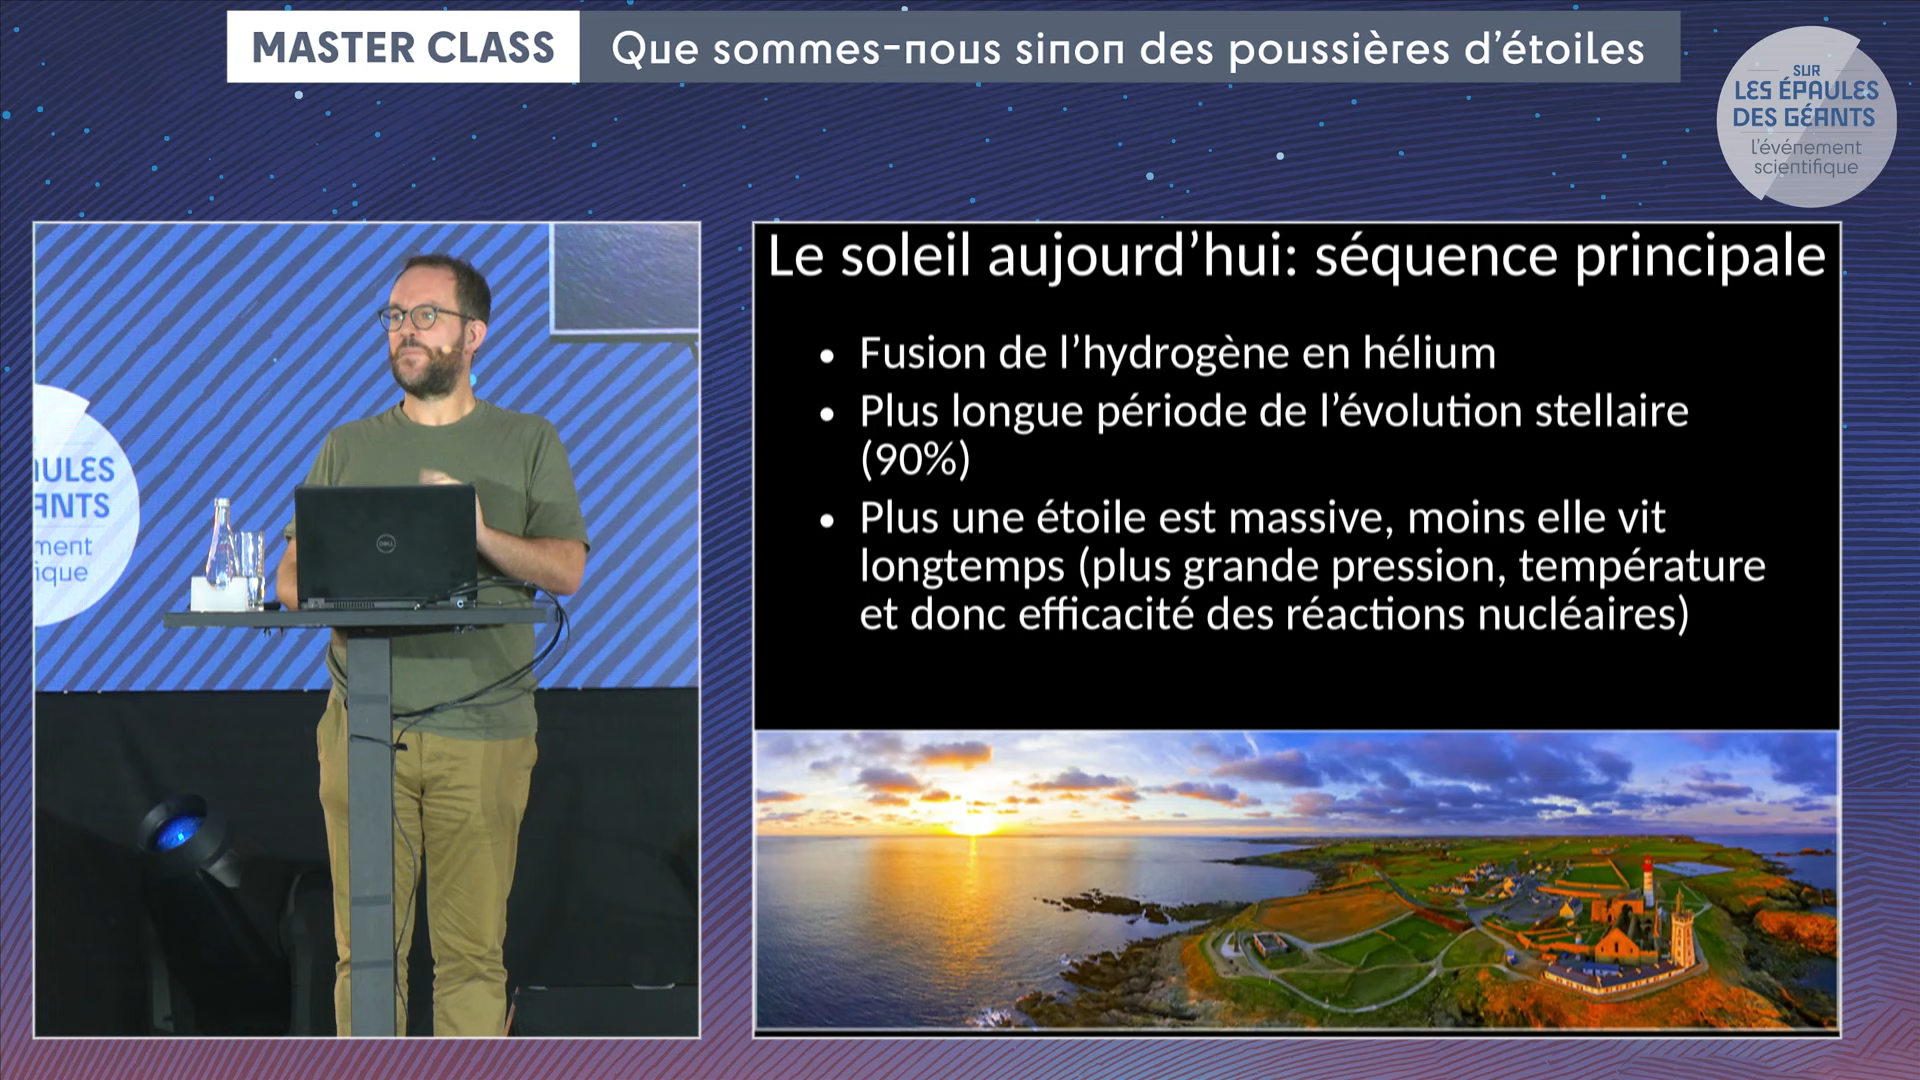 MASTER CLASS Que sommes-nous sinon des poussières d'étoiles
SUR
LES ÉPAULES
DES GÉANTS
l'événement
scientifique
Le soleil aujourd'hui: séquence principale
• Fusion de l'hydrogène en hélium
• Plus longue période de l'évolution stellaire
(90%)
• Plus une étoile est massive, moins elle vit
longtemps (plus grande pression, température
et donc efficacité des réactions nucléaires)
AULES
ANTS
ment
ique
DELL